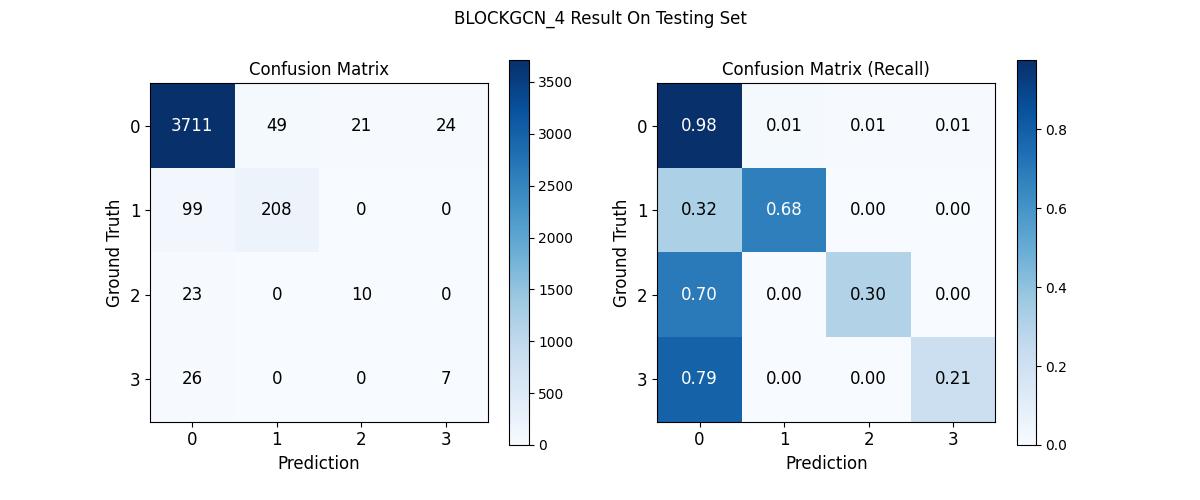 BLOCKGCN_4 Result On Testing Set
Confusion Matrix
Ground Truth
0 3711 49 21 24
1 99 208 0 0
2 23 0 10 0
3 26 0 0 7
0 1 2 3
Prediction
3500
3000
2500
2000
1500
1000
500
0
Confusion Matrix (Recall)
Ground Truth
0 0.98 0.01 0.01 0.01
1 0.32 0.68 0.00 0.00
2 0.70 0.00 0.30 0.00
3 0.79 0.00 0.00 0.21
0 1 2 3
Prediction
0.8
0.6
0.4
0.2
0.0